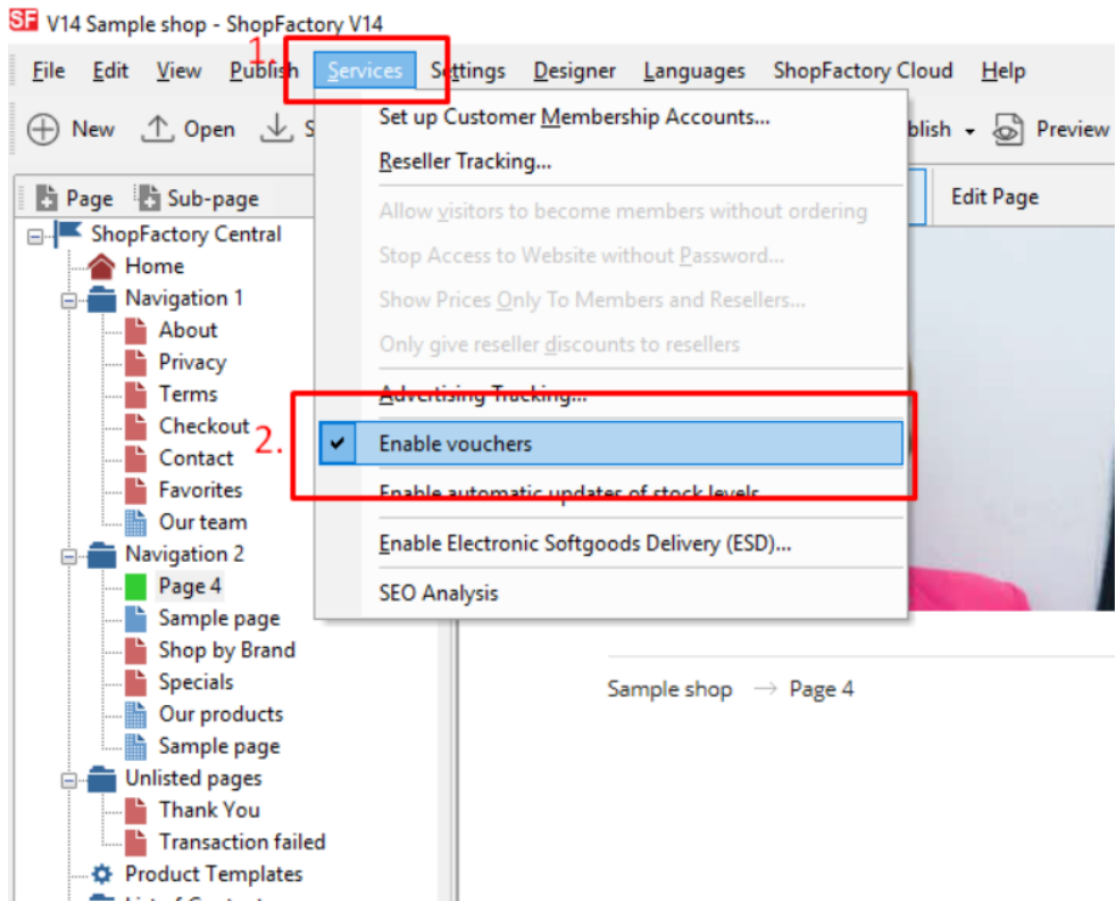 SF V14 Sample shop - ShopFactory V14
1.
File Edit View Publish Services Settings Designer Languages ShopFactory Cloud Help
New Open S
blish Preview
Set up Customer Membership Accounts...
Reseller Tracking...
Allow visitors to become members without ordering
Stop Access to Website without Password...
Show Prices Only To Members and Resellers...
Only give reseller discounts to resellers
Advertising Tracking...
2.
Enable vouchers
Enable automatic updates of stock levels
Enable Electronic Softgoods Delivery (ESD)...
SEO Analysis
Page Sub-page
Edit Page
ShopFactory Central
Home
Navigation 1
About
Privacy
Terms
Checkout
Contact
Favorites
Our team
Navigation 2
Page 4
Sample page
Shop by Brand
Specials
Our products
Sample page
Unlisted pages
Thank You
Transaction failed
Product Templates
Sample shop → Page 4